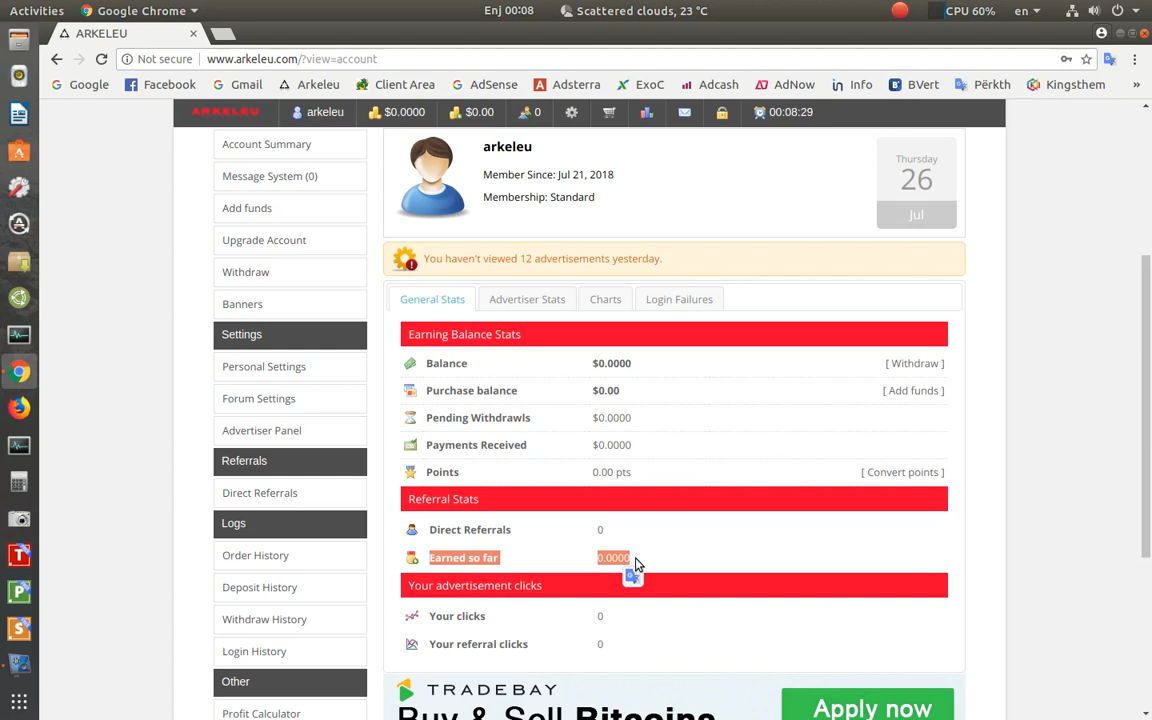 Activities
Google Chrome
Enj 00:08
Scattered clouds, 23 °C
CPU 60%
en
ARKELEU
Not secure
www.arkeleu.com/?view=account
Google
Facebook
Gmail
Arkeleu
Client Area
AdSense
Adsterra
ExoC
Adcash
AdNow
Info
BVert
Përkth
Kingsthem
»
ARKELEU
arkeleu
$0.0000
$0.00
0
00:08:29
Account Summary
Message System (0)
Add funds
Upgrade Account
Withdraw
Banners
Settings
Personal Settings
Forum Settings
Advertiser Panel
Referrals
Direct Referrals
Logs
Order History
Deposit History
Withdraw History
Login History
Other
Profit Calculator
arkeleu
Member Since: Jul 21, 2018
Membership: Standard
Thursday
26
Jul
You haven't viewed 12 advertisements yesterday.
General Stats
Advertiser Stats
Charts
Login Failures
Earning Balance Stats
Balance $0.0000 [ Withdraw ]
Purchase balance $0.00 [ Add funds ]
Pending Withdrawls $0.0000
Payments Received $0.0000
Points 0.00 pts [ Convert points ]
Referral Stats
Direct Referrals 0
Earned so far 0.0000
Your advertisement clicks
Your clicks 0
Your referral clicks 0
TRADEBAY
Buy & Sell Bitcoins
Apply now